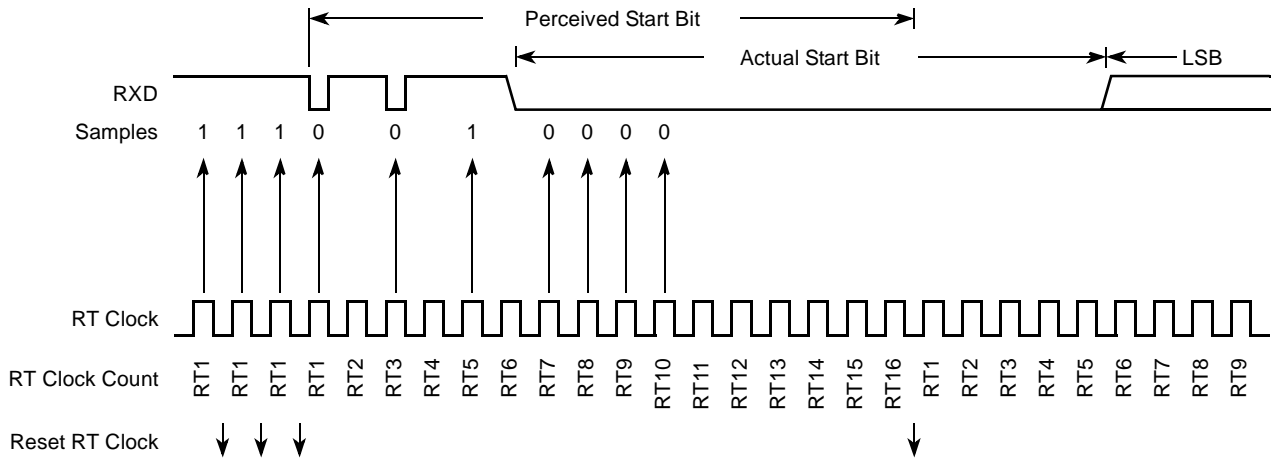 Perceived Start Bit
Actual Start Bit
LSB
RXD
Samples 1 1 1 0 0 1 0 0 0 0
RT Clock
RT Clock Count RT1 RT1 RT1 RT1 RT2 RT3 RT4 RT5 RT6 RT7 RT8 RT9 RT10 RT11 RT12 RT13 RT14 RT15 RT16 RT1 RT2 RT3 RT4 RT5 RT6 RT7 RT8 RT9
Reset RT Clock